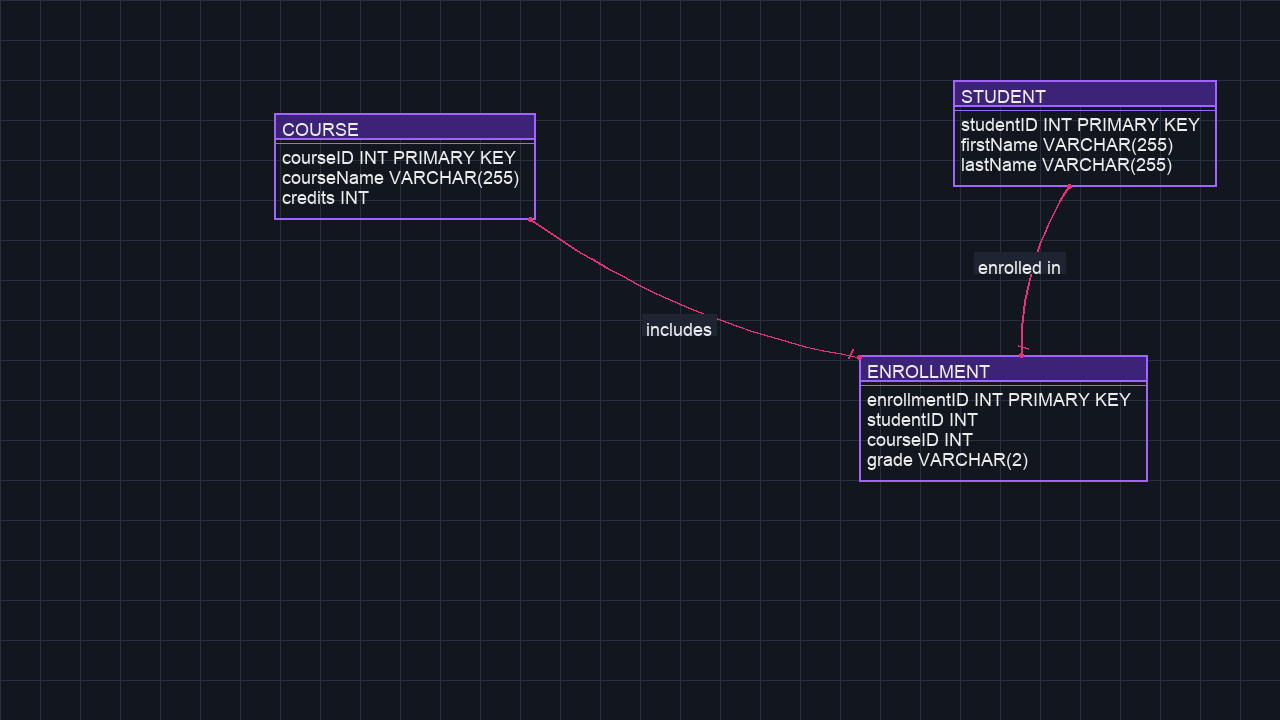 COURSE
courseID INT PRIMARY KEY
courseName VARCHAR(255)
credits INT
STUDENT
studentID INT PRIMARY KEY
firstName VARCHAR(255)
lastName VARCHAR(255)
enrolled in
includes
ENROLLMENT
enrollmentID INT PRIMARY KEY
studentID INT
courseID INT
grade VARCHAR(2)